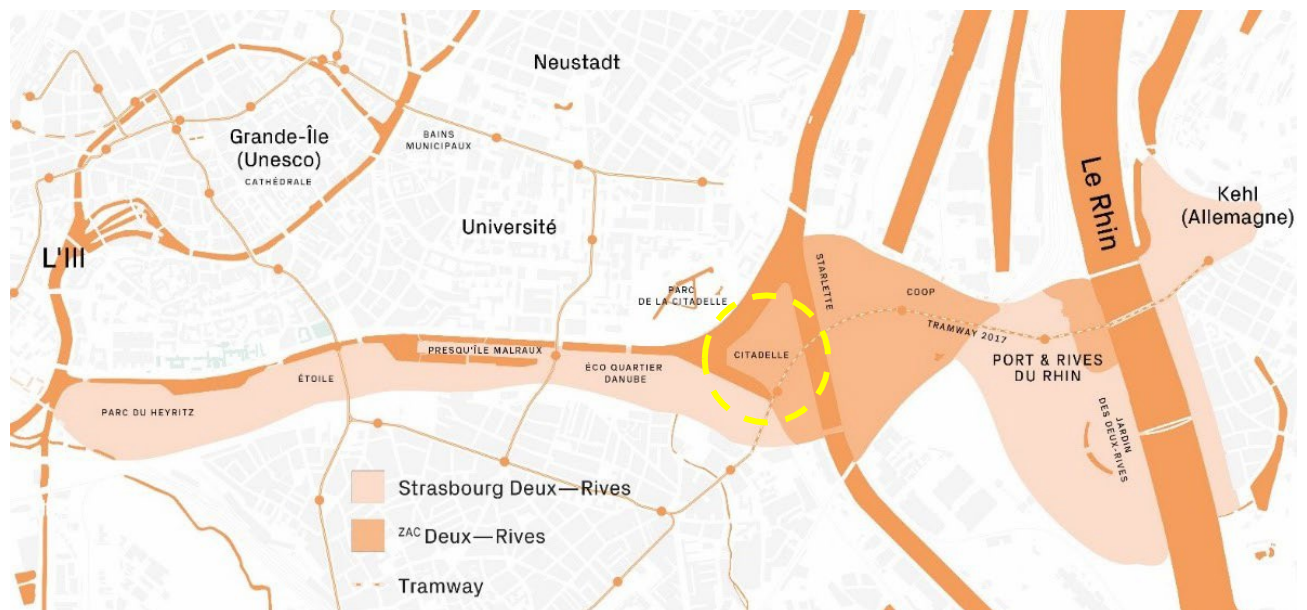 Neustadt
Grande-Île
(Unesco)
CATHÉDRALE
BAINS
MUNICIPAUX
Université
L'Ill
PARC
DE LA CITADELLE
STARLETTE
COOP
Le Rhin
Kehl
(Allemagne)
TRAMWAY 2017
CITADELLE
PRESQU'ÎLE MALRAUX
ÉTOILE
ÉCO QUARTIER
DANUBE
PORT & RIVES
DU RHIN
PARC DU HEYRITZ
JARDIN
DES DEUX-RIVES
Strasbourg Deux—Rives
ZAC Deux—Rives
Tramway